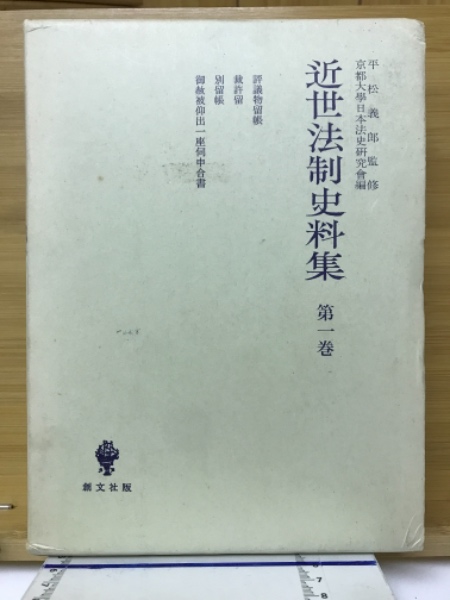 平松義郎監修
京都大學日本法史研究會編
近世法制史料集
第一巻
評議物留帳
裁許留
別留帳
御赦被仰出一座伺申合書
創文社版
7
8